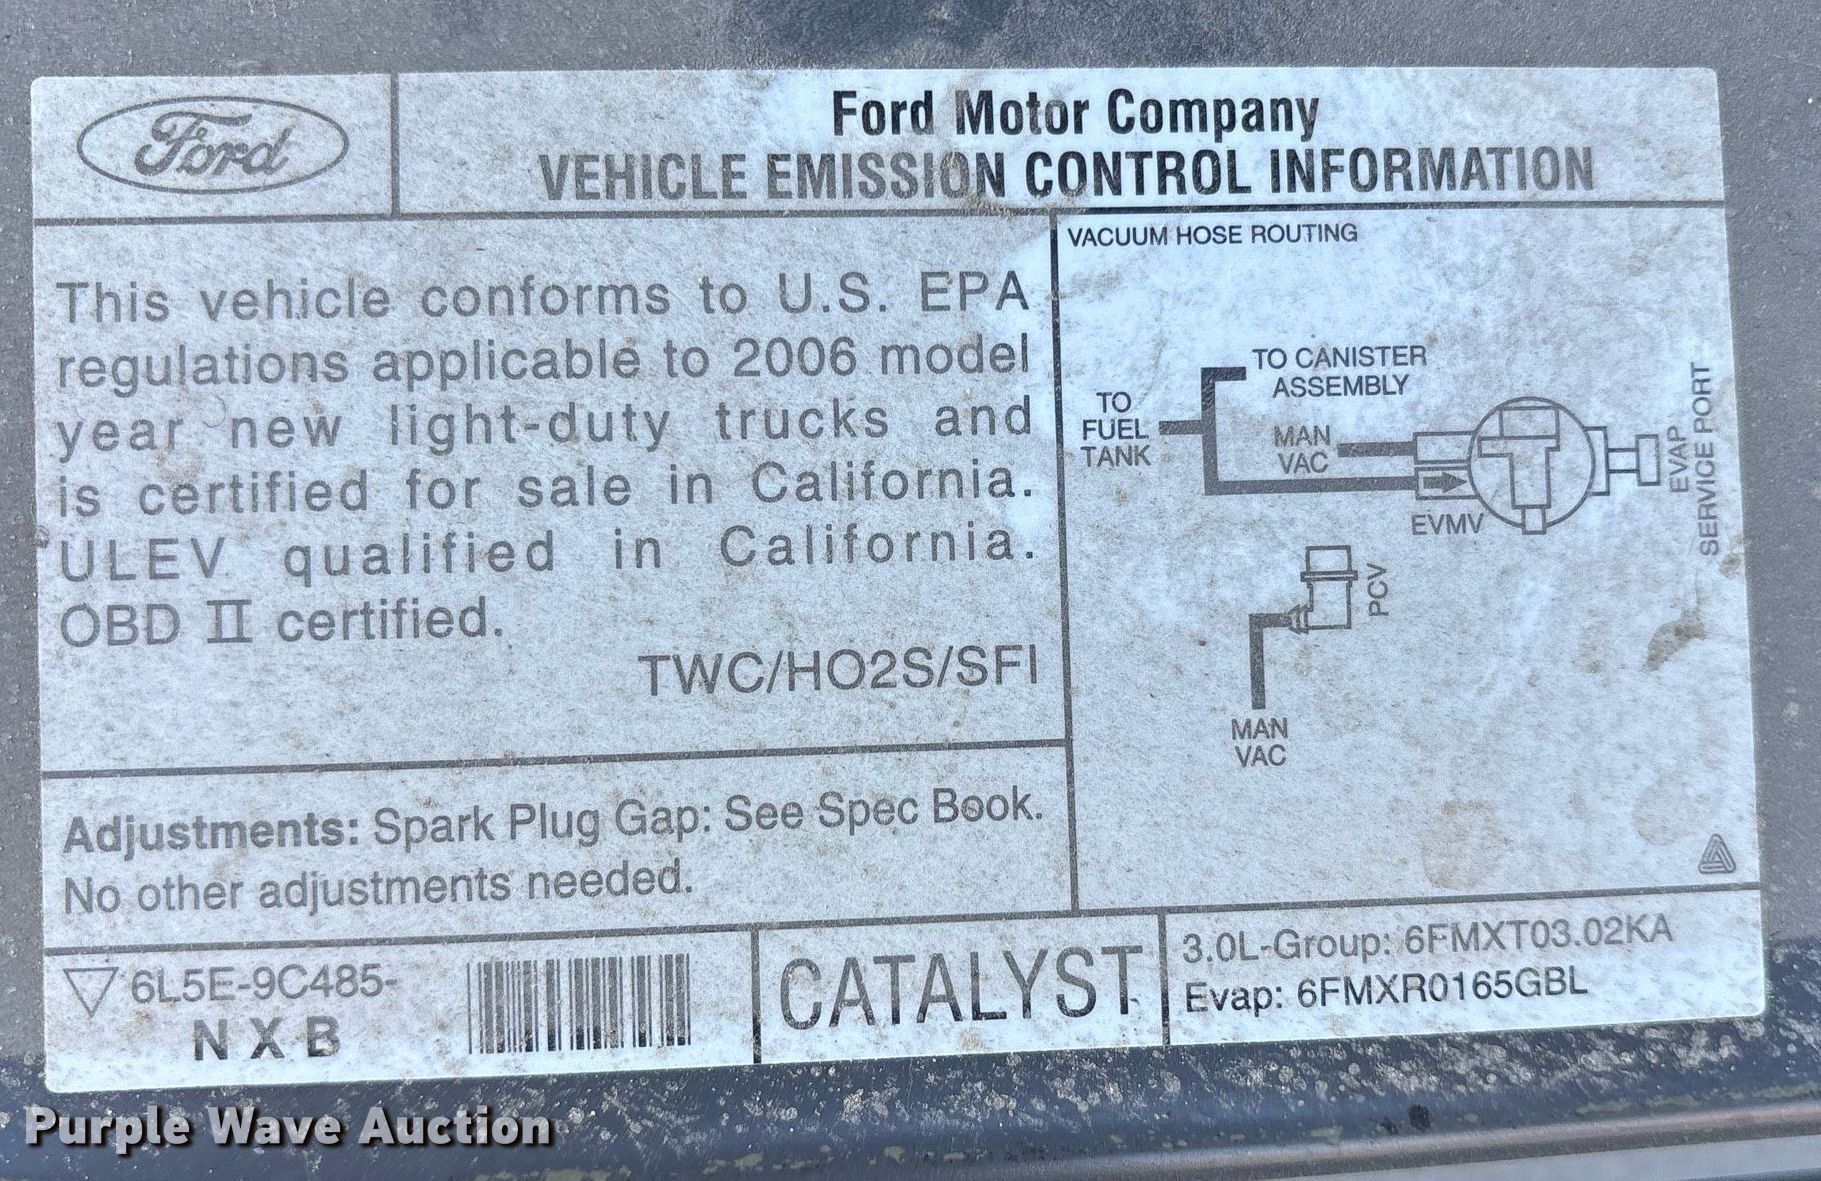 Ford
Ford Motor Company
VEHICLE EMISSION CONTROL INFORMATION
This vehicle conforms to U.S. EPA
regulations applicable to 2006 model
year new light-duty trucks and
is certified for sale in California.
ULEV qualified in California.
OBD II certified.
TWC/HO2S/SFI
Adjustments: Spark Plug Gap: See Spec Book.
No other adjustments needed.
VACUUM HOSE ROUTING
TO CANISTER
ASSEMBLY
TO
FUEL
TANK
MAN
VAC
EVMV
EVAP
SERVICE PORT
PCV
MAN
VAC
6L5E-9C485-
NXB
CATALYST
3.0L-Group: 6FMXT03.02KA
Evap: 6FMXR0165GBL
Purple Wave Auction